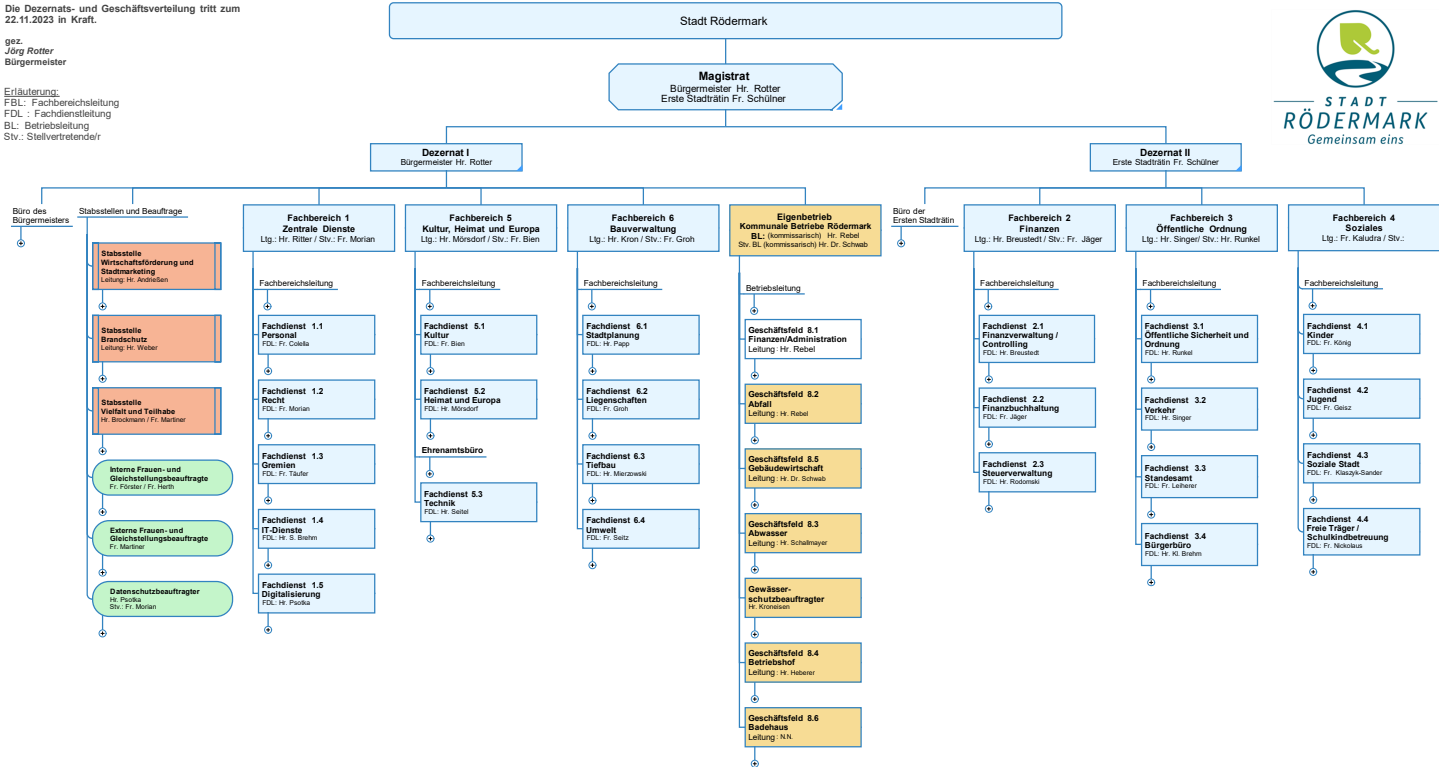 Die Dezernats- und Geschäftsverteilung tritt zum
22.11.2023 in Kraft.
gez.
Jörg Rotter
Bürgermeister
Erläuterung:
FBL: Fachbereichsleitung
FDL : Fachdienstleitung
BL: Betriebsleitung
Stv.: Stellvertretende/r
Stadt Rödermark
Magistrat
Bürgermeister Hr. Rotter
Erste Stadträtin Fr. Schülner
STADT
RÖDERMARK
Gemeinsam eins
Dezernat I
Bürgermeister Hr. Rotter
Dezernat II
Erste Stadträtin Fr. Schülner
Büro des
Bürgermeisters
Stabsstellen und Beauftrage
Stabsstelle
Wirtschaftsförderung und
Stadtmarketing
Leitung: Hr. Andrießen
Stabsstelle
Brandschutz
Leitung: Hr. Weber
Stabsstelle
Vielfalt und Teilhabe
Hr. Brockmann / Fr. Martiner
Interne Frauen- und
Gleichstellungsbeauftragte
Fr. Förster / Fr. Herth
Externe Frauen- und
Gleichstellungsbeauftragte
Fr. Martiner
Datenschutzbeauftragter
Hr. Psotka
Stv.: Fr. Morian
Fachbereich 1
Zentrale Dienste
Ltg.: Hr. Ritter / Stv.: Fr. Morian
Fachbereichsleitung
Fachdienst 1.1
Personal
FDL: Fr. Colella
Fachdienst 1.2
Recht
FDL: Fr. Morian
Fachdienst 1.3
Gremien
FDL: Fr. Täufer
Fachdienst 1.4
IT-Dienste
FDL: Hr. S. Brehm
Fachdienst 1.5
Digitalisierung
FDL: Hr. Psotka
Fachbereich 5
Kultur, Heimat und Europa
Ltg.: Hr. Mörsdorf / Stv.: Fr. Bien
Fachbereichsleitung
Fachdienst 5.1
Kultur
FDL: Fr. Bien
Fachdienst 5.2
Heimat und Europa
FDL: Hr. Mörsdorf
Ehrenamtsbüro
Fachdienst 5.3
Technik
FDL: Hr. Seitel
Fachbereich 6
Bauverwaltung
Ltg.: Hr. Kron / Stv.: Fr. Groh
Fachbereichsleitung
Fachdienst 6.1
Stadtplanung
FDL: Hr. Papp
Fachdienst 6.2
Liegenschaften
FDL: Fr. Groh
Fachdienst 6.3
Tiefbau
FDL: Hr. Mierzowski
Fachdienst 6.4
Umwelt
FDL: Fr. Seitz
Eigenbetrieb
Kommunale Betriebe Rödermark
BL: (kommissarisch) Hr. Rebel
Stv. BL (kommissarisch) Hr. Dr. Schwab
Betriebsleitung
Geschäftsfeld 8.1
Finanzen/Administration
Leitung : Hr. Rebel
Geschäftsfeld 8.2
Abfall
Leitung : Hr. Rebel
Geschäftsfeld 8.5
Gebäudewirtschaft
Leitung : Hr. Dr. Schwab
Geschäftsfeld 8.3
Abwasser
Leitung : Hr. Schallmayer
Gewässer-
schutzbeauftragter
Hr. Kroneisen
Geschäftsfeld 8.4
Betriebshof
Leitung : Hr. Heberer
Geschäftsfeld 8.6
Badehaus
Leitung : N.N.
Büro der
Ersten Stadträtin
Fachbereich 2
Finanzen
Ltg.: Hr. Breustedt / Stv.: Fr. Jäger
Fachbereichsleitung
Fachdienst 2.1
Finanzverwaltung /
Controlling
FDL: Hr. Breustedt
Fachdienst 2.2
Finanzbuchhaltung
FDL: Fr. Jäger
Fachdienst 2.3
Steuerverwaltung
FDL: Hr. Rodomski
Fachbereich 3
Öffentliche Ordnung
Ltg.: Hr. Singer/ Stv.: Hr. Runkel
Fachbereichsleitung
Fachdienst 3.1
Öffentliche Sicherheit und
Ordnung
FDL: Hr. Runkel
Fachdienst 3.2
Verkehr
FDL: Hr. Singer
Fachdienst 3.3
Standesamt
FDL: Fr. Leiherer
Fachdienst 3.4
Bürgerbüro
FDL: Hr. Kl. Brehm
Fachbereich 4
Soziales
Ltg.: Fr. Kaludra / Stv.:
Fachbereichsleitung
Fachdienst 4.1
Kinder
FDL: Fr. König
Fachdienst 4.2
Jugend
FDL: Fr. Geisz
Fachdienst 4.3
Soziale Stadt
FDL: Fr. Klaszyk-Sander
Fachdienst 4.4
Freie Träger /
Schulkindbetreuung
FDL: Fr. Nickolaus